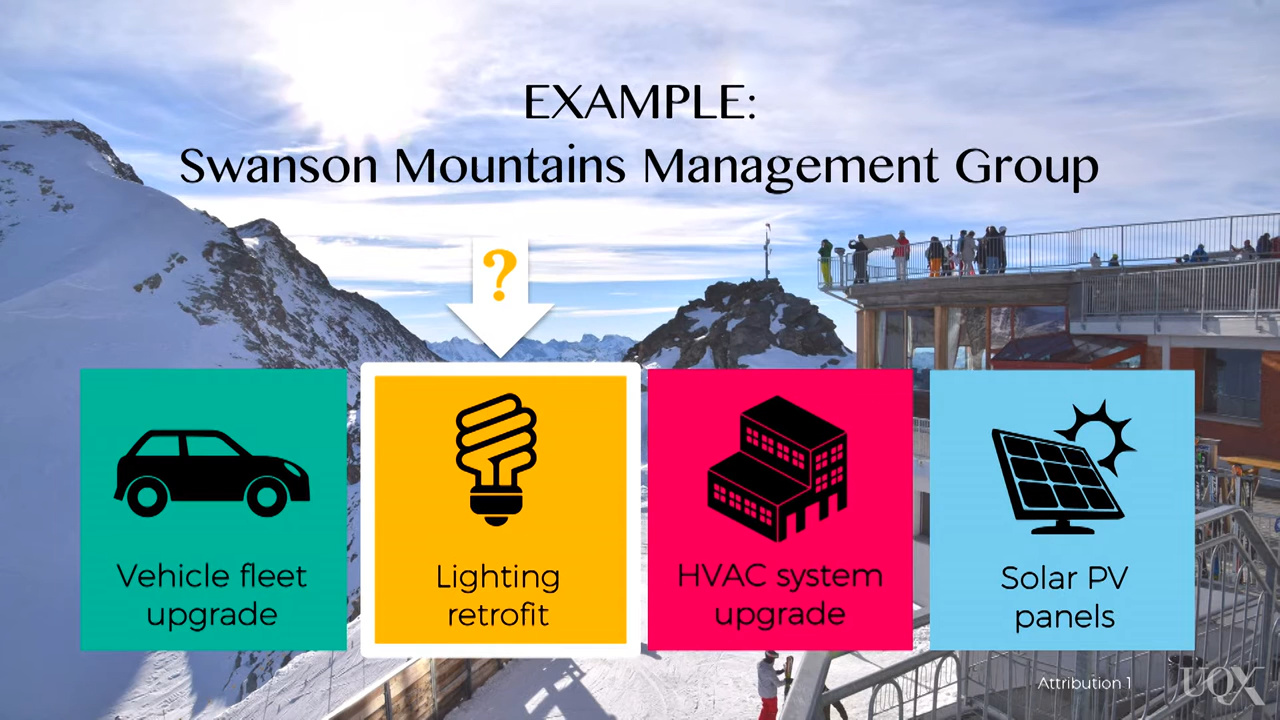 EXAMPLE:
Swanson Mountains Management Group
?
Vehicle fleet
upgrade
Lighting
retrofit
HVAC system
upgrade
Solar PV
panels
Attribution 1
UQX